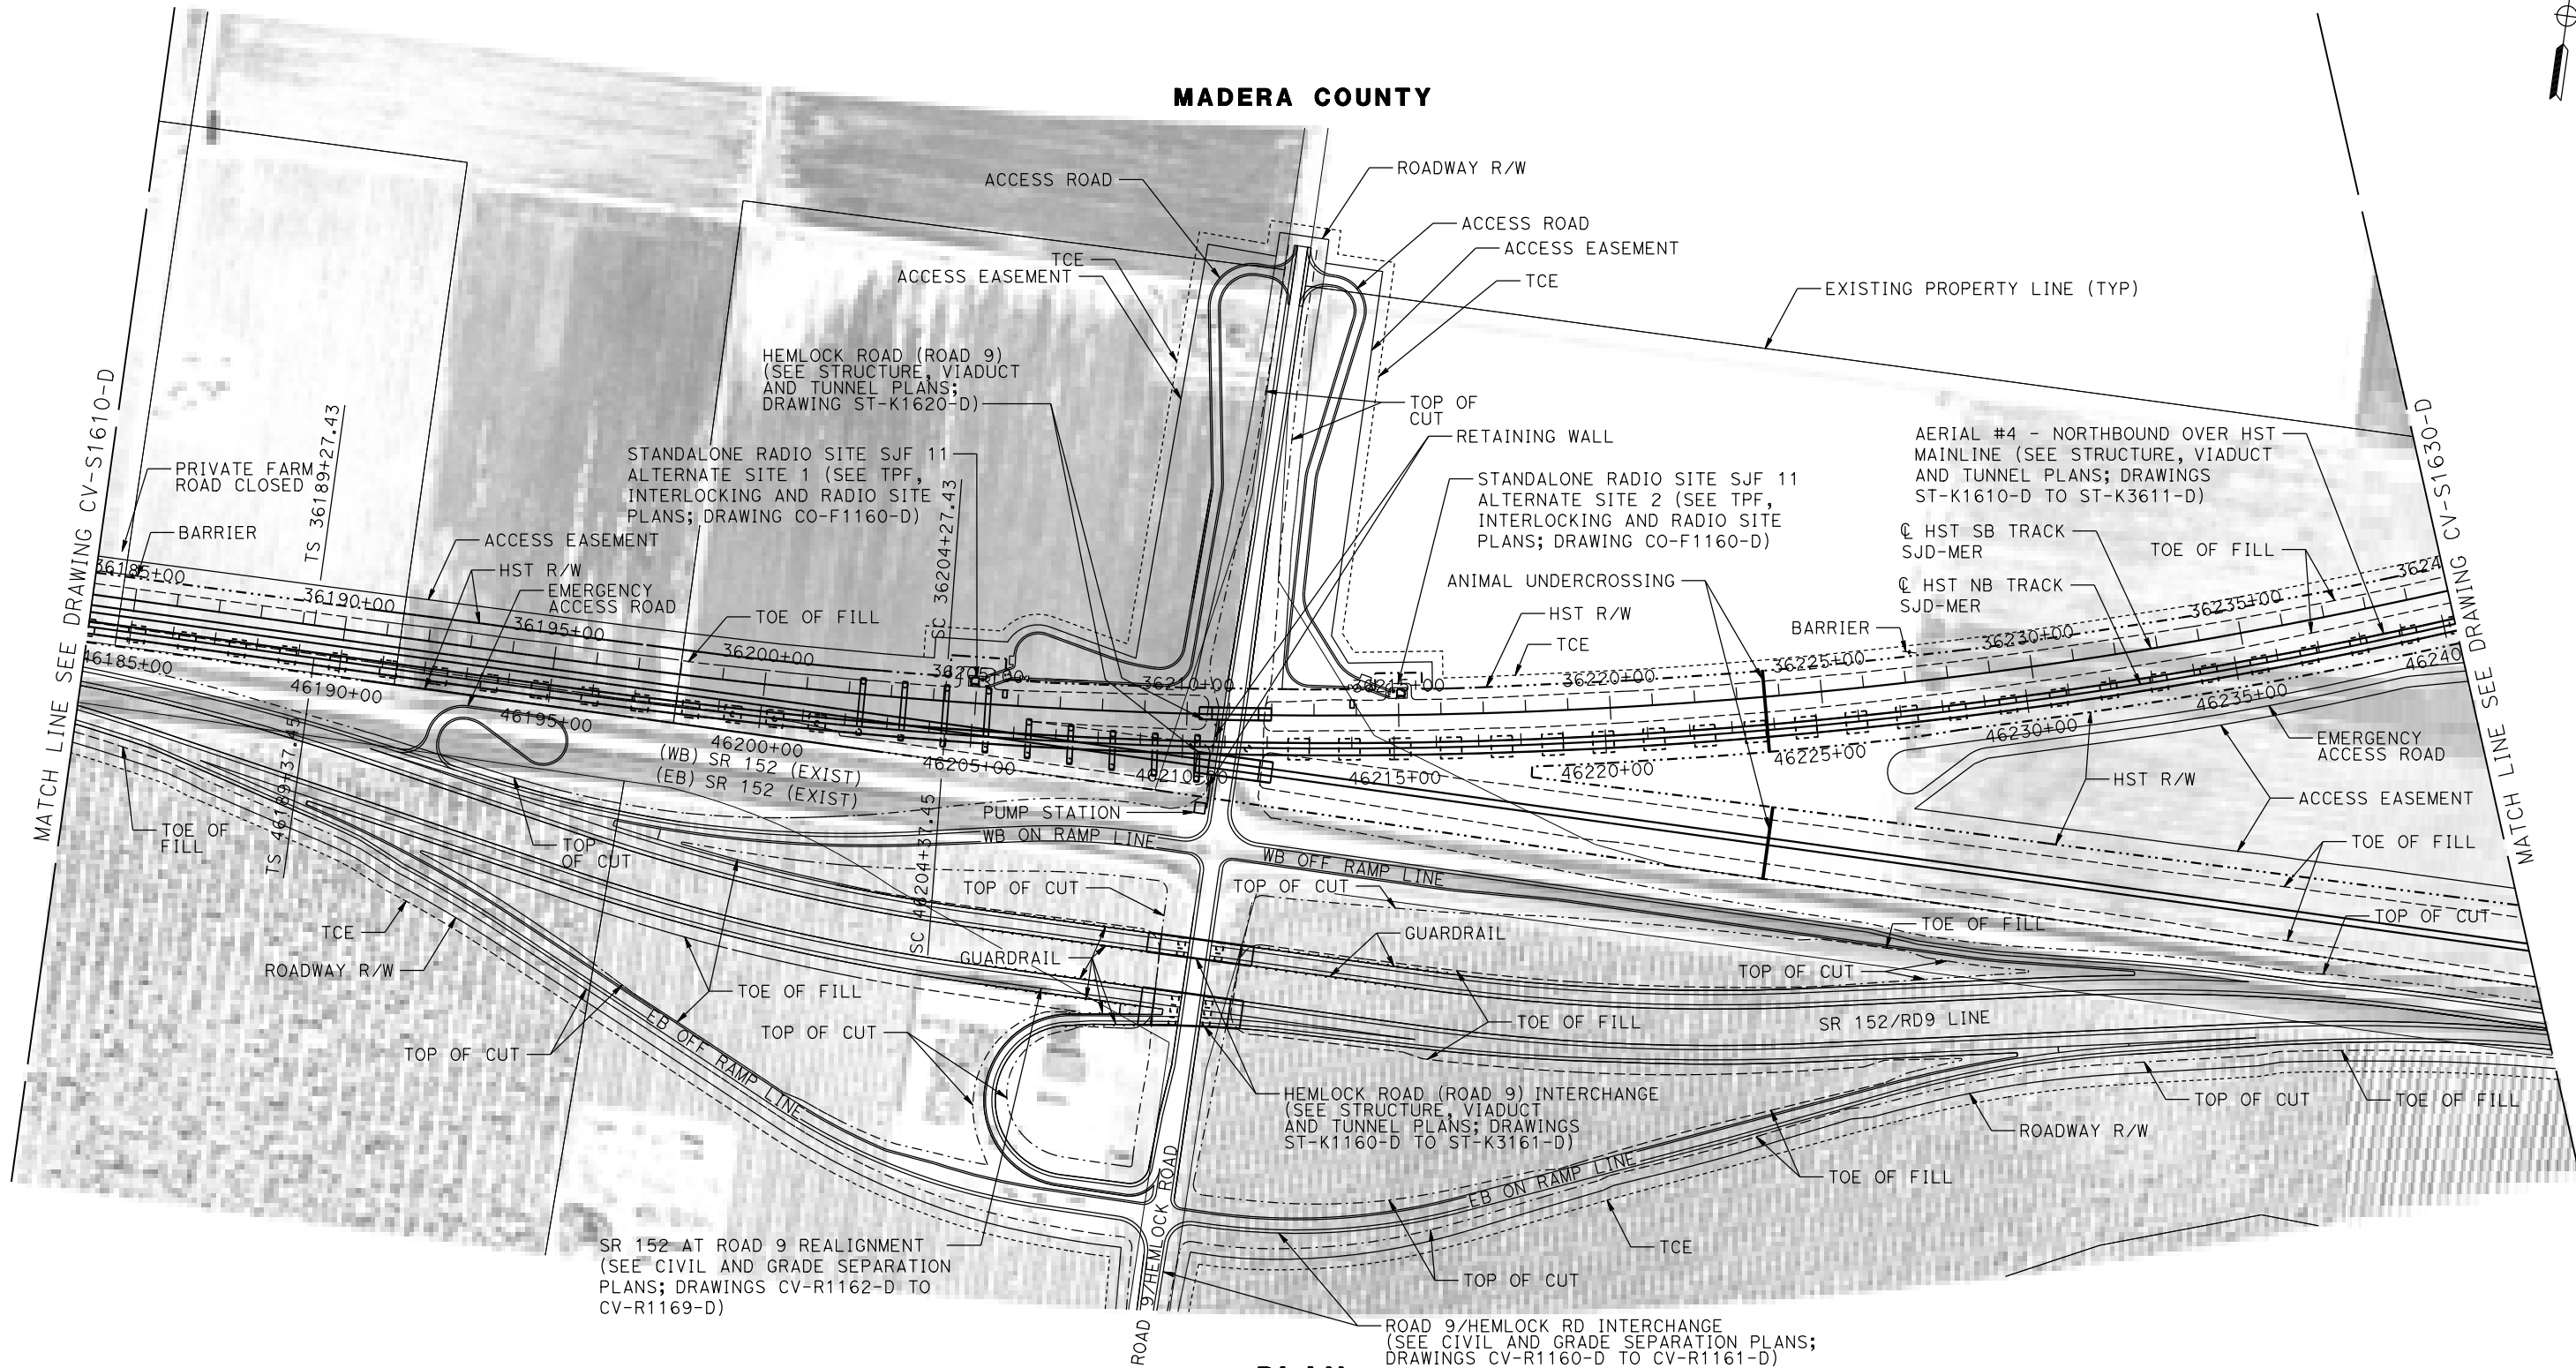 MADERA COUNTY
ACCESS ROAD
ROADWAY R/W
ACCESS ROAD
ACCESS EASEMENT
TCE
TCE
ACCESS EASEMENT
EXISTING PROPERTY LINE (TYP)
HEMLOCK ROAD (ROAD 9)
(SEE STRUCTURE, VIADUCT
AND TUNNEL PLANS;
DRAWING ST-K1620-D)
TOP OF
CUT
RETAINING WALL
STANDALONE RADIO SITE SJF 11
ALTERNATE SITE 1 (SEE TPF,
INTERLOCKING AND RADIO SITE
PLANS; DRAWING CO-F1160-D)
STANDALONE RADIO SITE SJF 11
ALTERNATE SITE 2 (SEE TPF,
INTERLOCKING AND RADIO SITE
PLANS; DRAWING CO-F1160-D)
AERIAL #4 - NORTHBOUND OVER HST
MAINLINE (SEE STRUCTURE, VIADUCT
AND TUNNEL PLANS; DRAWINGS
ST-K1610-D TO ST-K3611-D)
℄ HST SB TRACK
SJD-MER
TOE OF FILL
℄ HST NB TRACK
SJD-MER
MATCH LINE SEE DRAWING CV-S1610-D
MATCH LINE SEE DRAWING CV-S1630-D
PRIVATE FARM
ROAD CLOSED
BARRIER
TS 36189+27.43
SC 36204+27.43
ACCESS EASEMENT
HST R/W
EMERGENCY
ACCESS ROAD
TOE OF FILL
ANIMAL UNDERCROSSING
HST R/W
TCE
BARRIER
36185+00
36190+00
36195+00
36200+00
36205+00
36210+00
36215+00
36220+00
36225+00
36230+00
36235+00
3624
46185+00
46190+00
46195+00
46200+00
46205+00
46210+00
46215+00
46220+00
46225+00
46230+00
46235+00
46240
(WB) SR 152 (EXIST)
(EB) SR 152 (EXIST)
TS 46189+37.45
SC 46204+37.45
EMERGENCY
ACCESS ROAD
HST R/W
ACCESS EASEMENT
TOE OF FILL
TOE OF
FILL
TOP
OF CUT
PUMP STATION
WB ON RAMP LINE
WB OFF RAMP LINE
TOP OF CUT
TOP OF CUT
TCE
ROADWAY R/W
GUARDRAIL
GUARDRAIL
TOE OF FILL
TOP OF CUT
TOP OF CUT
TOE OF FILL
TOP OF CUT
TOP OF CUT
EB OFF RAMP LINE
TOE OF FILL
SR 152/RD9 LINE
HEMLOCK ROAD (ROAD 9) INTERCHANGE
(SEE STRUCTURE, VIADUCT
AND TUNNEL PLANS; DRAWINGS
ST-K1160-D TO ST-K3161-D)
TOP OF CUT
TOE OF FILL
ROADWAY R/W
TOE OF FILL
EB ON RAMP LINE
TCE
TOP OF CUT
ROAD 9/HEMLOCK ROAD
SR 152 AT ROAD 9 REALIGNMENT
(SEE CIVIL AND GRADE SEPARATION
PLANS; DRAWINGS CV-R1162-D TO
CV-R1169-D)
ROAD 9/HEMLOCK RD INTERCHANGE
(SEE CIVIL AND GRADE SEPARATION PLANS;
DRAWINGS CV-R1160-D TO CV-R1161-D)